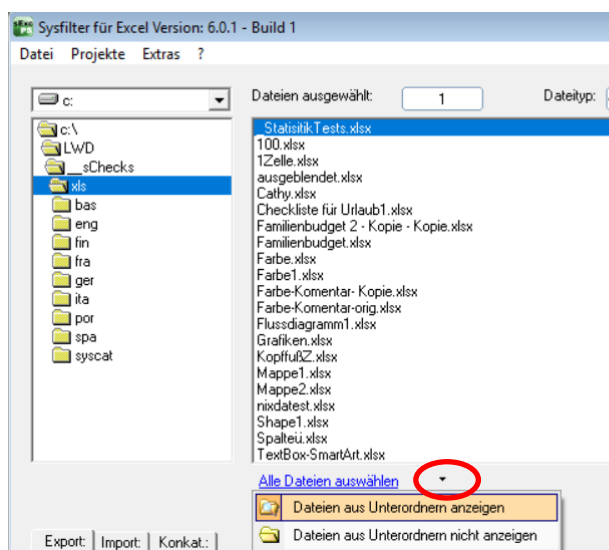 Sysfilter für Excel Version: 6.0.1 - Build 1
Datei Projekte Extras ?
c:
Dateien ausgewählt: 1 Dateityp:
c:\
LWD
__sChecks
xls
bas
eng
fin
fra
ger
ita
por
spa
syscat
_StatisitikTests.xlsx
100.xlsx
1Zelle.xlsx
ausgeblendet.xlsx
Cathy.xlsx
Checkliste für Urlaub1.xlsx
Familienbudget 2 - Kopie - Kopie.xlsx
Familienbudget.xlsx
Farbe.xlsx
Farbe1.xlsx
Farbe-Komentar- Kopie.xlsx
Farbe-Komentar-orig.xlsx
Flussdiagramm1.xlsx
Grafiken.xlsx
KopffußZ.xlsx
Mappe1.xlsx
Mappe2.xlsx
nixdatest.xlsx
Shape1.xlsx
Spalteü.xlsx
TextBox-SmartArt.xlsx
Alle Dateien auswählen
Dateien aus Unterordnern anzeigen
Dateien aus Unterordnern nicht anzeigen
Export: Import: Konkat.: